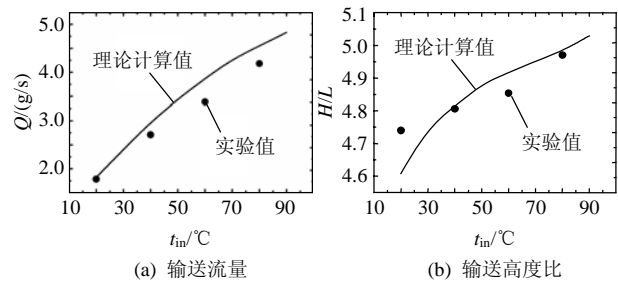 5.0
4.0
3.0
2.0
Q/(g/s)
理论计算值
实验值
10 30 50 70 90
t_in/℃
(a) 输送流量
5.1
5.0
4.9
4.8
4.7
4.6
H/L
理论计算值
实验值
10 30 50 70 90
t_in/℃
(b) 输送高度比